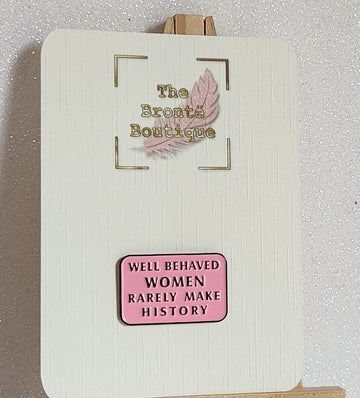 The
Brontë
Boutique
WELL BEHAVED
WOMEN
RARELY MAKE
HISTORY